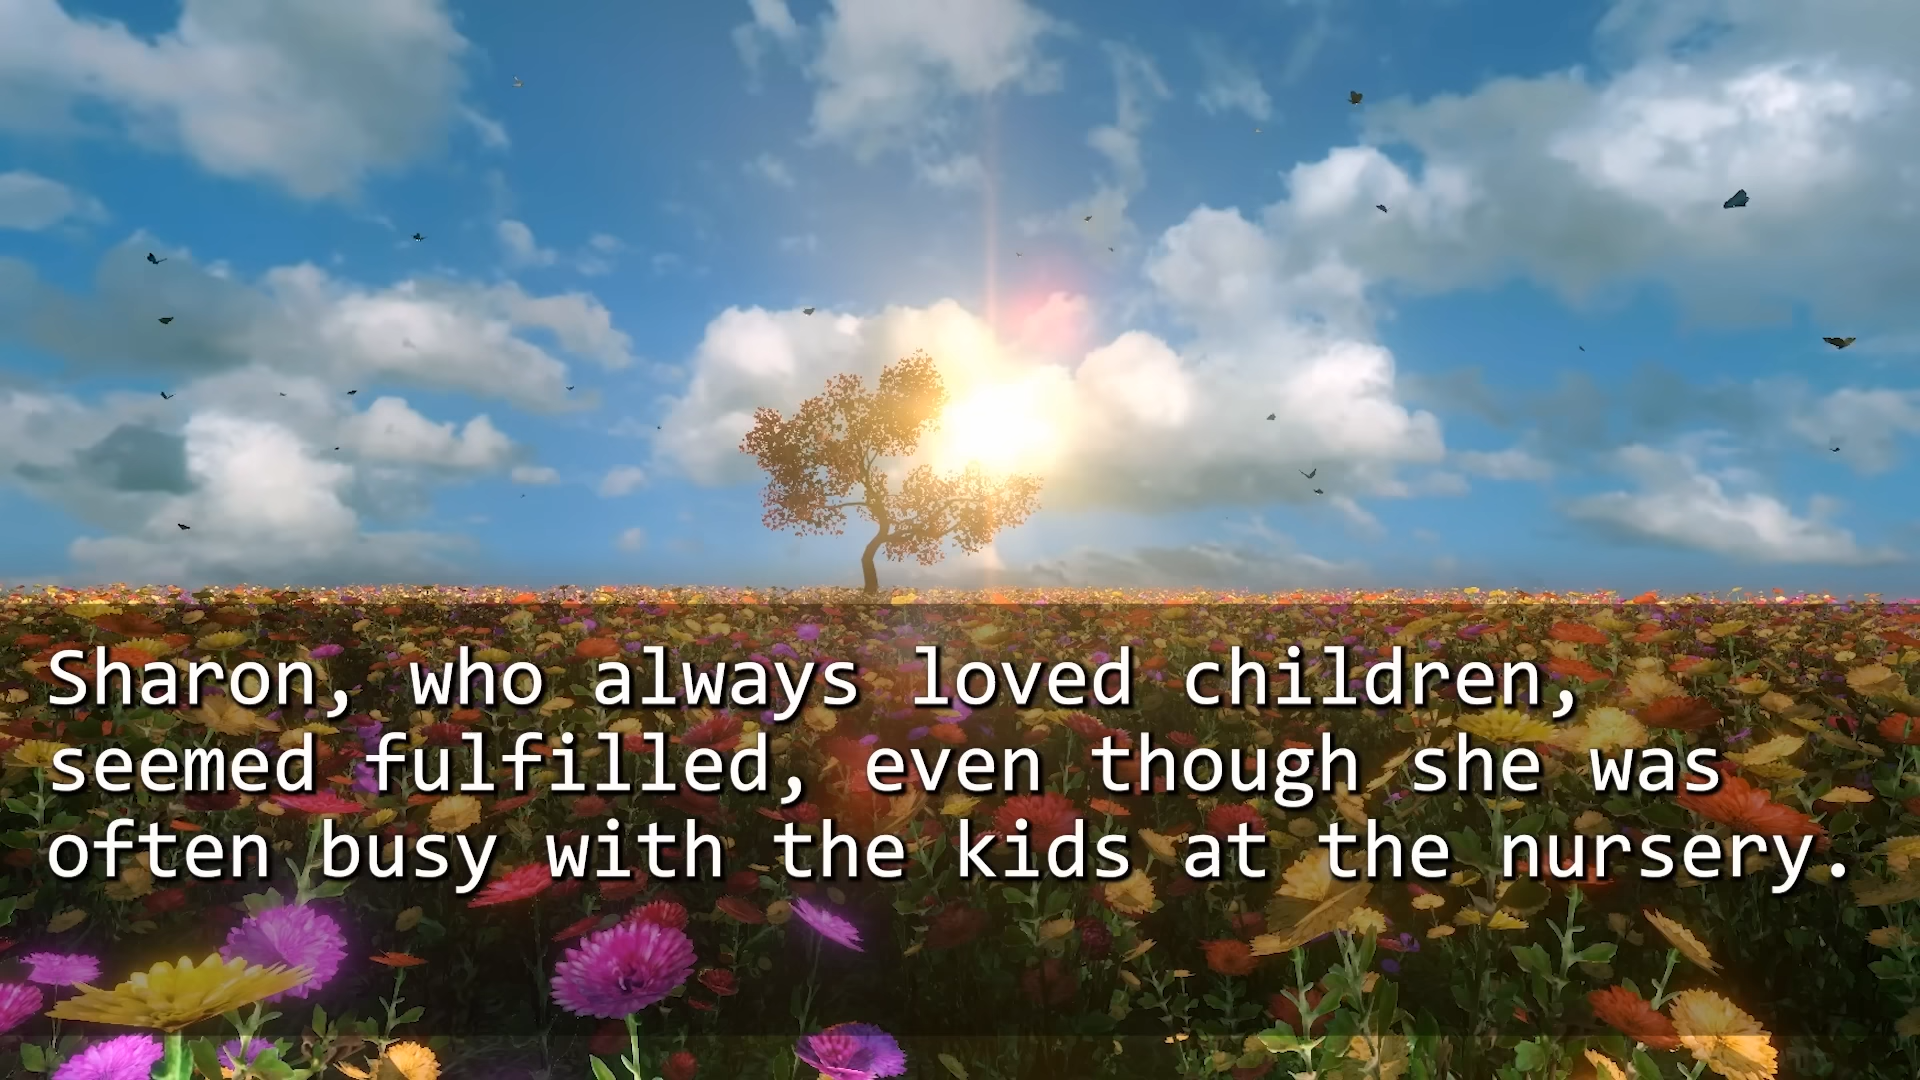 Sharon, who always loved children,
seemed fulfilled, even though she was
often busy with the kids at the nursery.